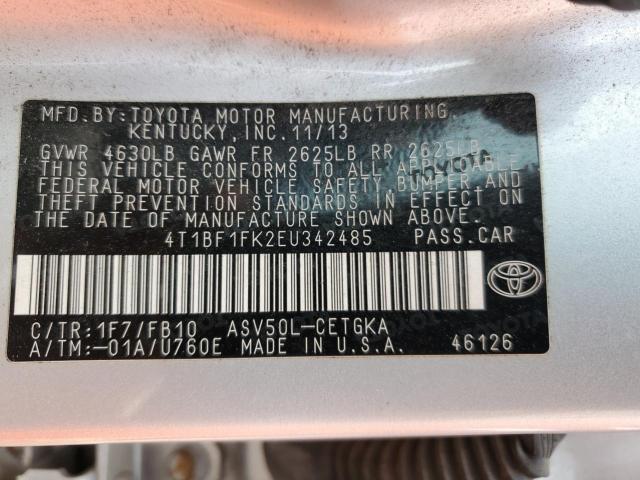 MFD. BY: TOYOTA MOTOR MANUFACTURING,
KENTUCKY, INC. 11/13
GVWR 4630LB GAWR FR 2625LB RR 2625LB
THIS VEHICLE CONFORMS TO ALL APPLICABLE
FEDERAL MOTOR VEHICLE SAFETY, BUMPER, AND
THEFT PREVENTION STANDARDS IN EFFECT ON
THE DATE OF MANUFACTURE SHOWN ABOVE.
4T1BF1FK2EU342485 PASS.CAR
C/TR:1F7/FB10 ASV50L-CETGKA
A/TM:-01A/U760E MADE IN U.S.A. 46126
TOYOTA